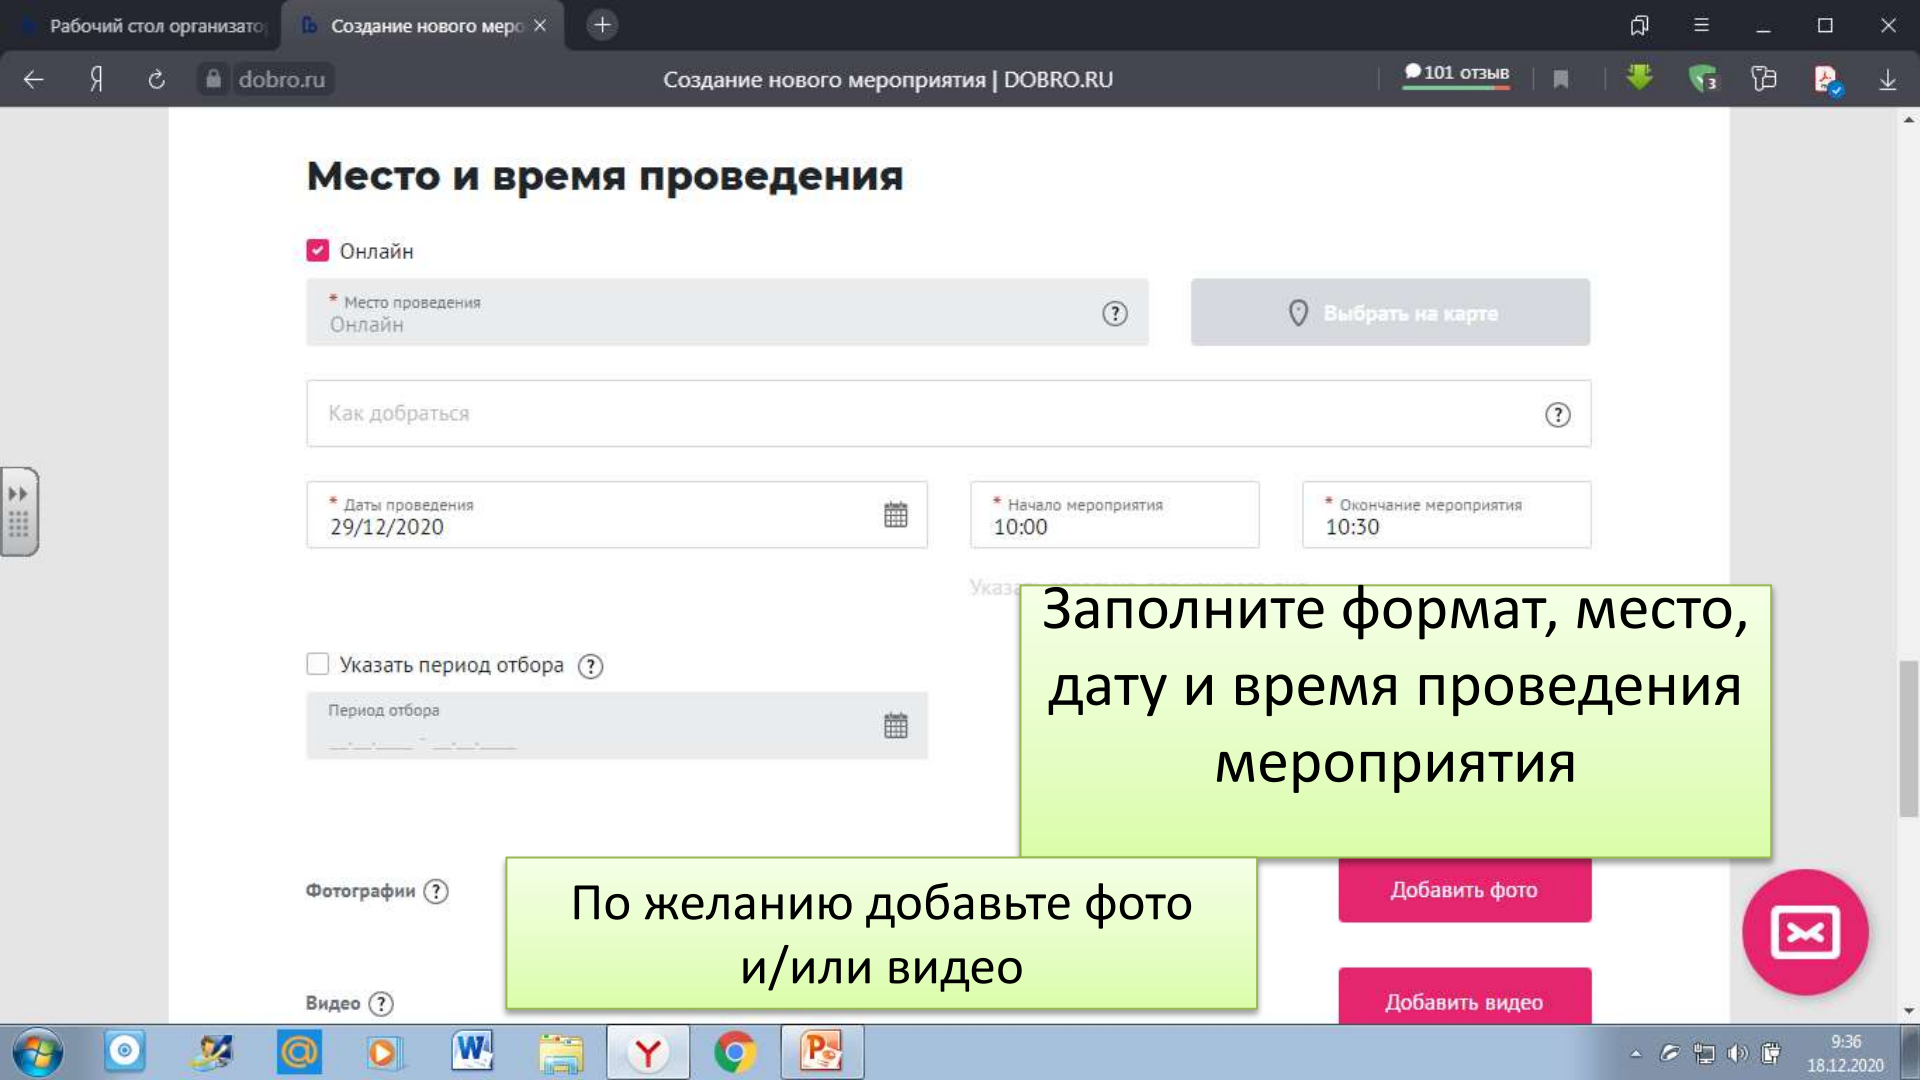 Рабочий стол организато
Создание нового меро
dobro.ru
Создание нового мероприятия | DOBRO.RU
101 отзыв
3
Место и время проведения
Онлайн
* Место проведения
Онлайн
Выбрать на карте
Как добраться
* Даты проведения
29/12/2020
* Начало мероприятия
10:00
* Окончание мероприятия
10:30
Заполните формат, место,
дату и время проведения
мероприятия
Указать период отбора
Период отбора
Фотографии
По желанию добавьте фото
и/или видео
Добавить фото
Видео
Добавить видео
9:36
18.12.2020